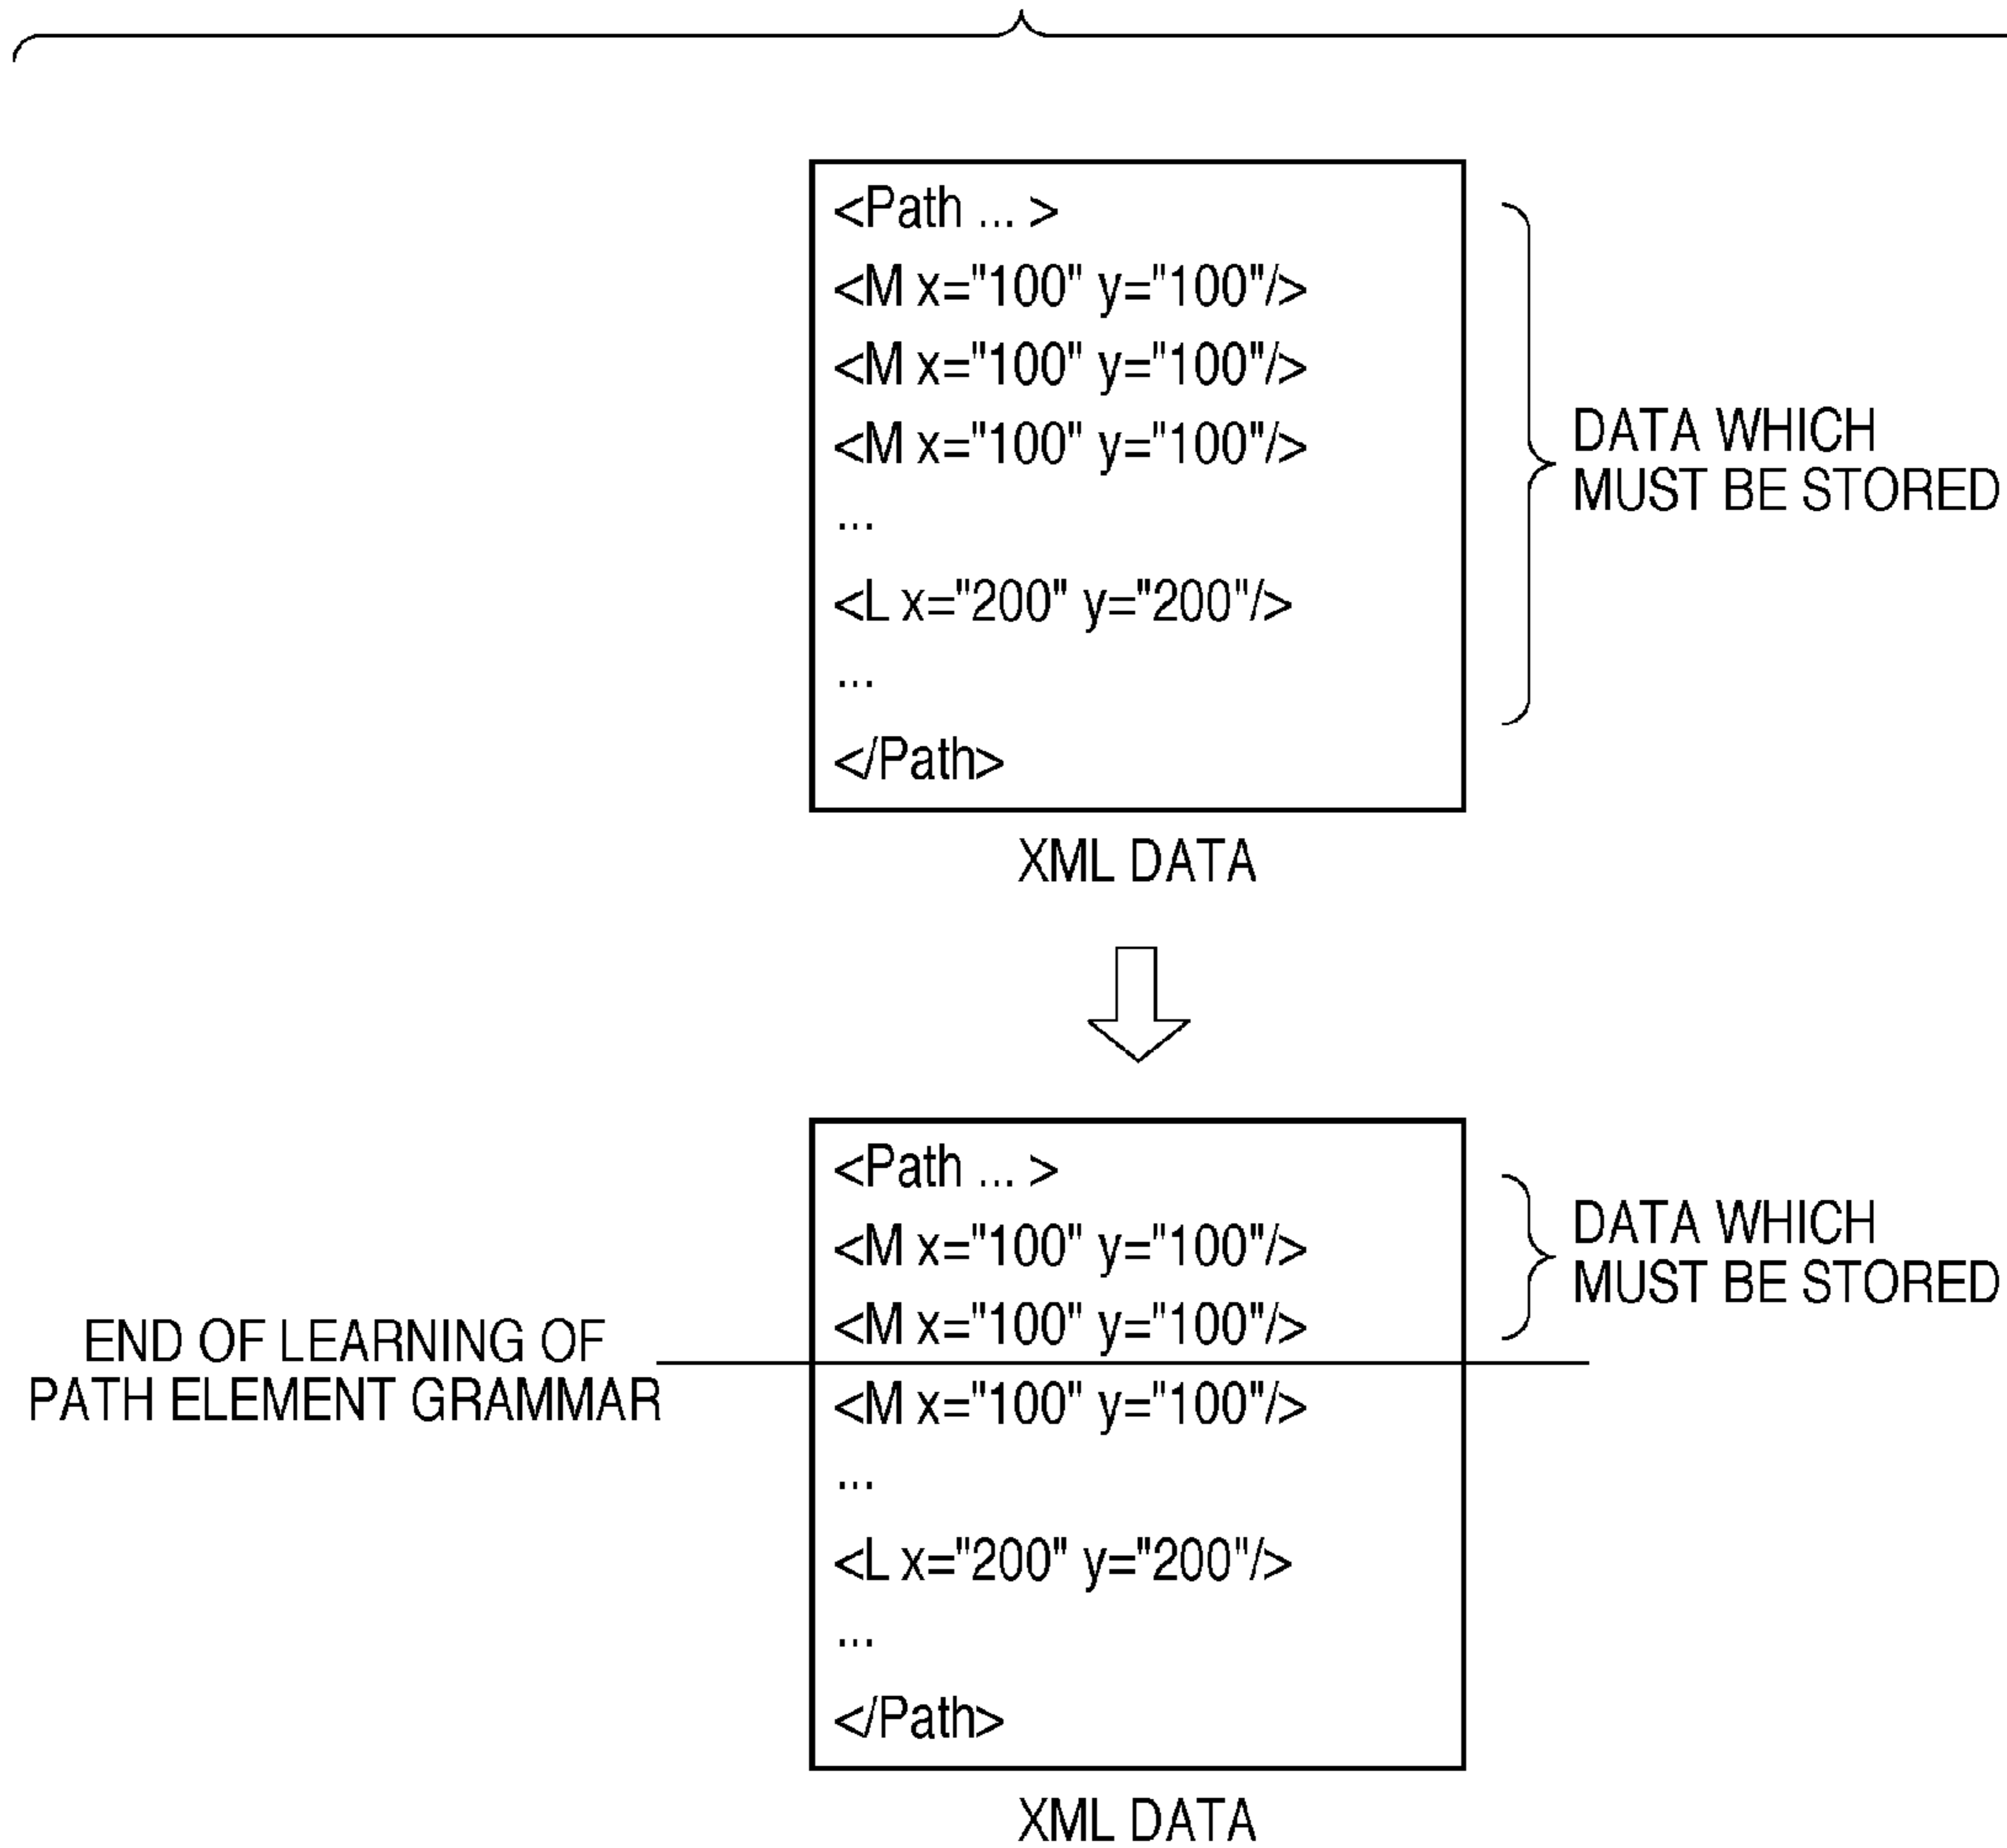 <Path ... >
<M x="100" y="100"/>
<M x="100" y="100"/>
<M x="100" y="100"/>
...
<L x="200" y="200"/>
...
</Path>
DATA WHICH
MUST BE STORED
XML DATA
<Path ... >
<M x="100" y="100"/>
<M x="100" y="100"/>
<M x="100" y="100"/>
...
<L x="200" y="200"/>
...
</Path>
DATA WHICH
MUST BE STORED
END OF LEARNING OF
PATH ELEMENT GRAMMAR
XML DATA